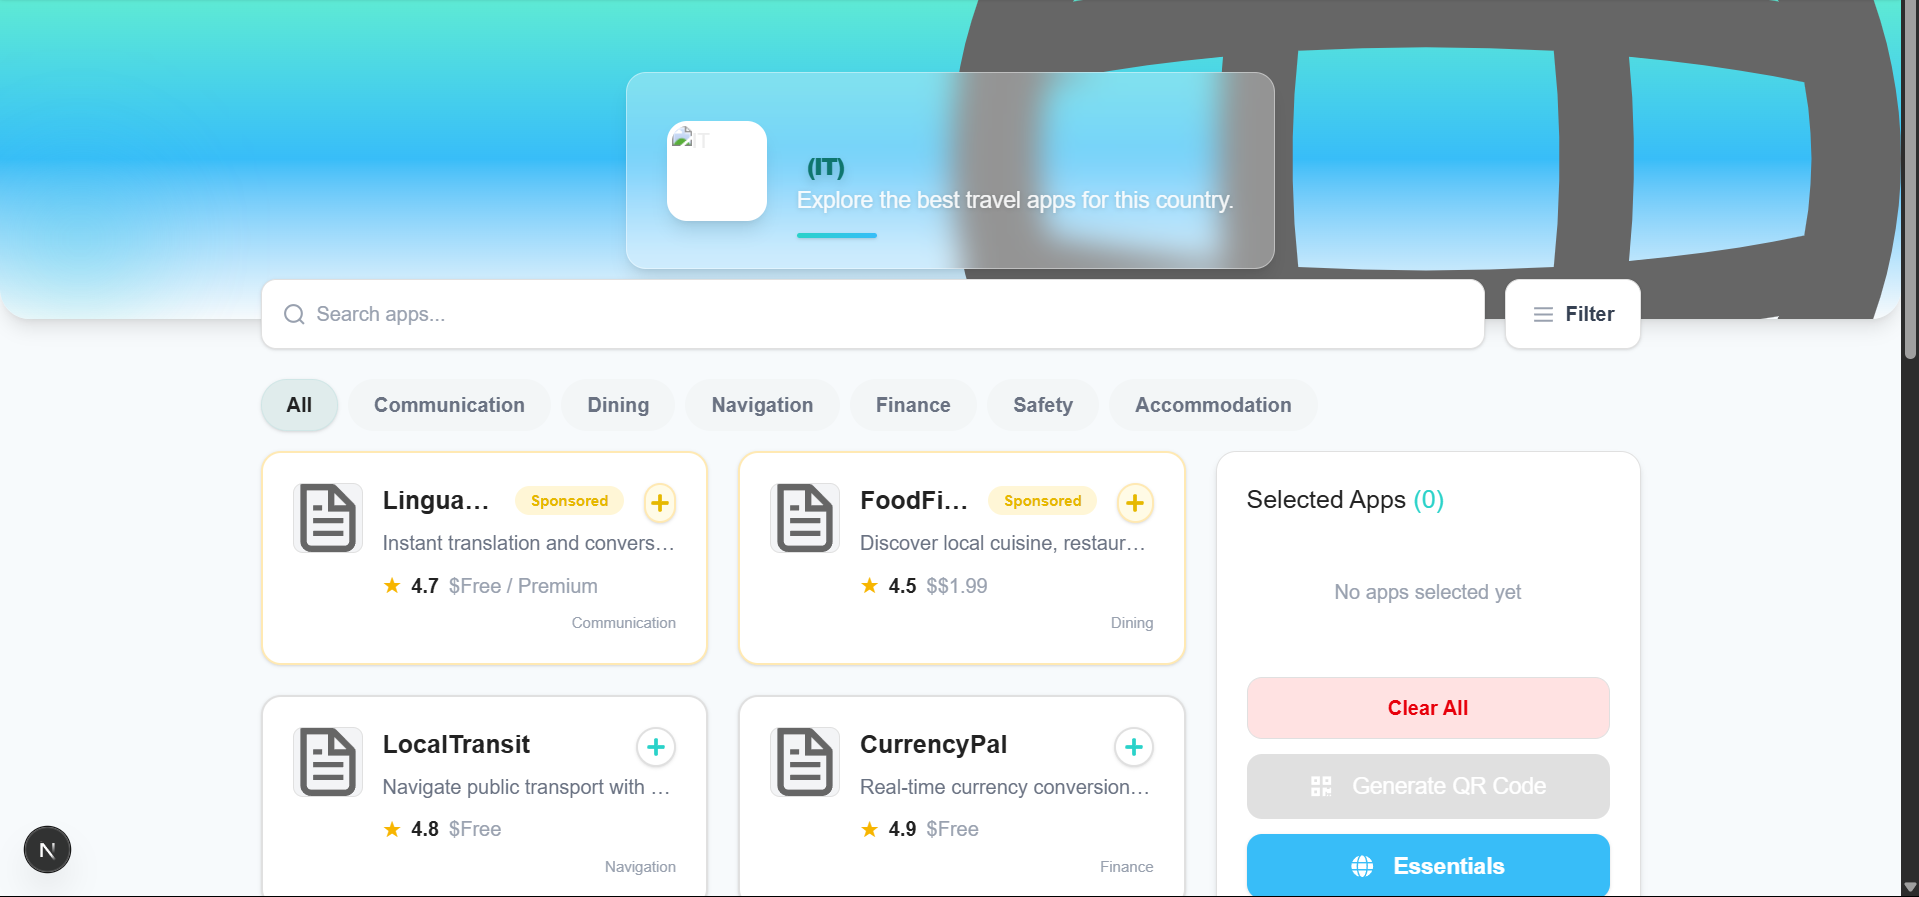 IT
(IT)
Explore the best travel apps for this country.
Search apps...
Filter
All
Communication
Dining
Navigation
Finance
Safety
Accommodation
Lingua...
Sponsored
Instant translation and convers...
4.7 $Free / Premium
Communication
FoodFi...
Sponsored
Discover local cuisine, restaur...
4.5 $$1.99
Dining
LocalTransit
Navigate public transport with ...
4.8 $Free
Navigation
CurrencyPal
Real-time currency conversion...
4.9 $Free
Finance
Selected Apps (0)
No apps selected yet
Clear All
Generate QR Code
Essentials
N